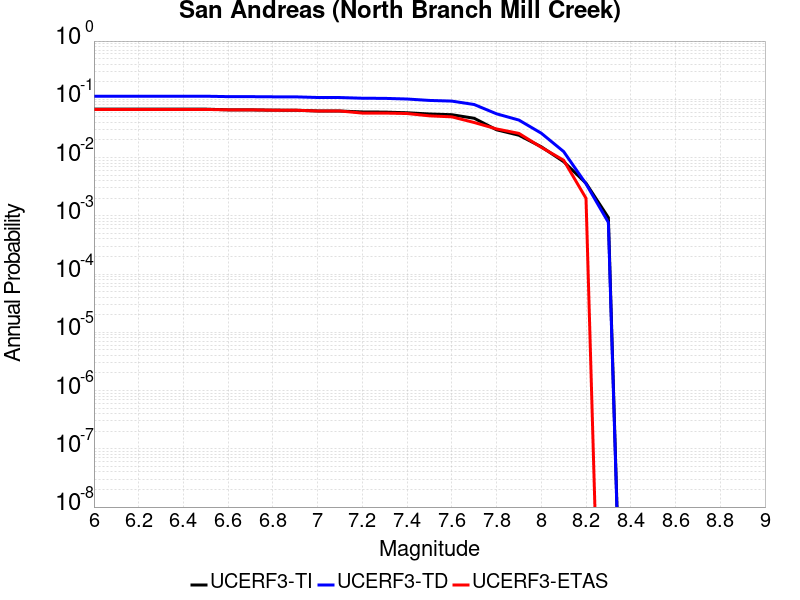 San Andreas (North Branch Mill Creek)
10^0
10^-1
10^-2
10^-3
10^-4
10^-5
10^-6
10^-7
10^-8
Annual Probability
6 6.2 6.4 6.6 6.8 7 7.2 7.4 7.6 7.8 8 8.2 8.4 8.6 8.8 9
Magnitude
UCERF3-TI UCERF3-TD UCERF3-ETAS